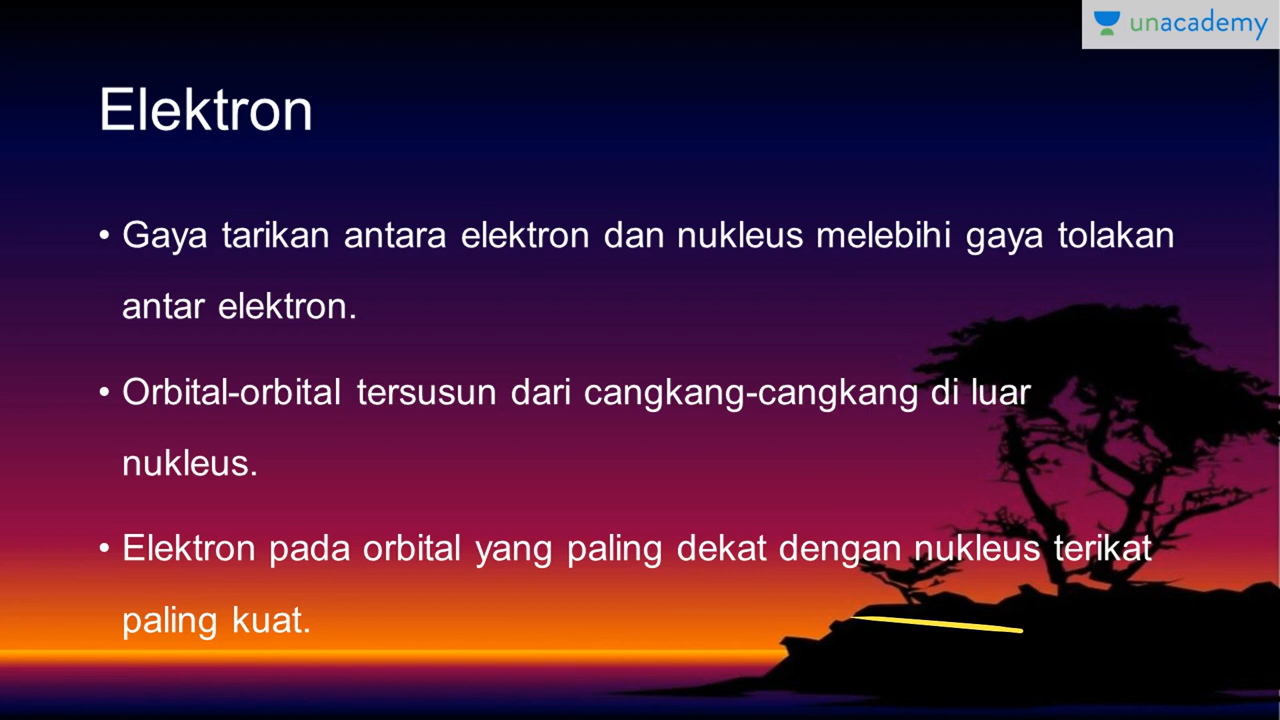 unacademy
Elektron
• Gaya tarikan antara elektron dan nukleus melebihi gaya tolakan
antar elektron.
• Orbital-orbital tersusun dari cangkang-cangkang di luar
nukleus.
• Elektron pada orbital yang paling dekat dengan nukleus terikat
paling kuat.